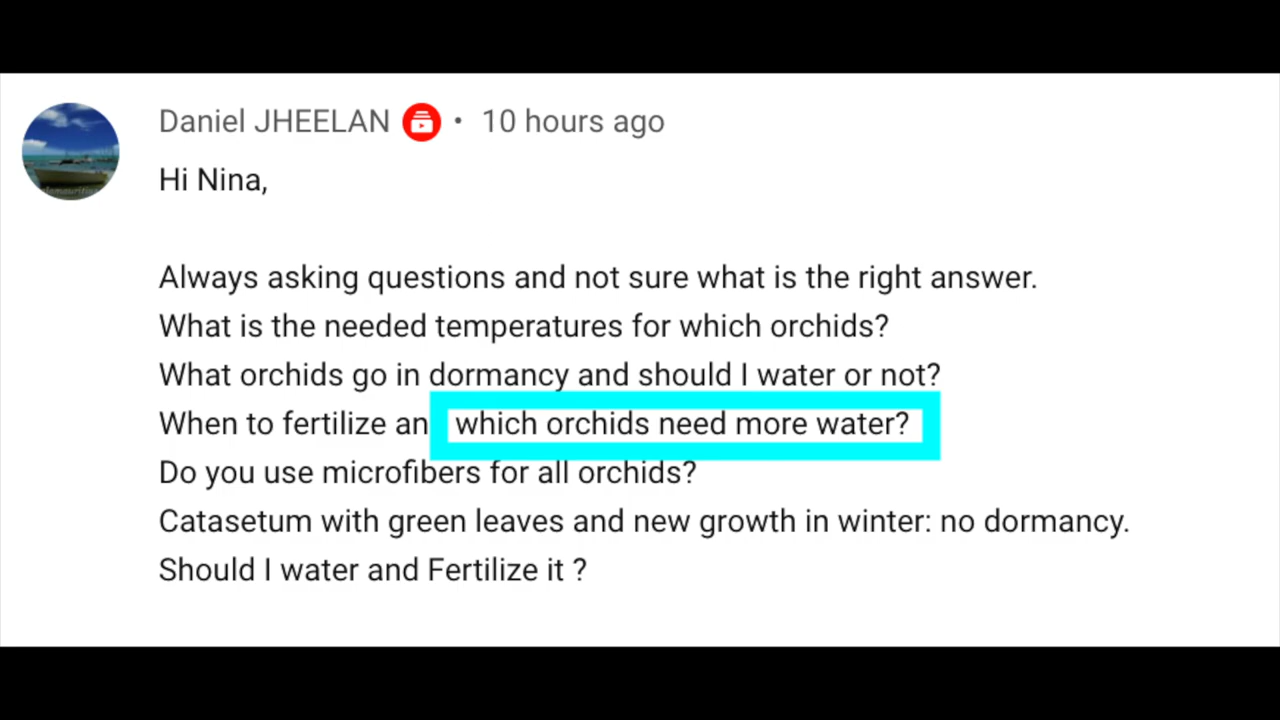 Daniel JHEELAN • 10 hours ago
Hi Nina,
Always asking questions and not sure what is the right answer.
What is the needed temperatures for which orchids?
What orchids go in dormancy and should I water or not?
When to fertilize an which orchids need more water?
Do you use microfibers for all orchids?
Catasetum with green leaves and new growth in winter: no dormancy.
Should I water and Fertilize it ?